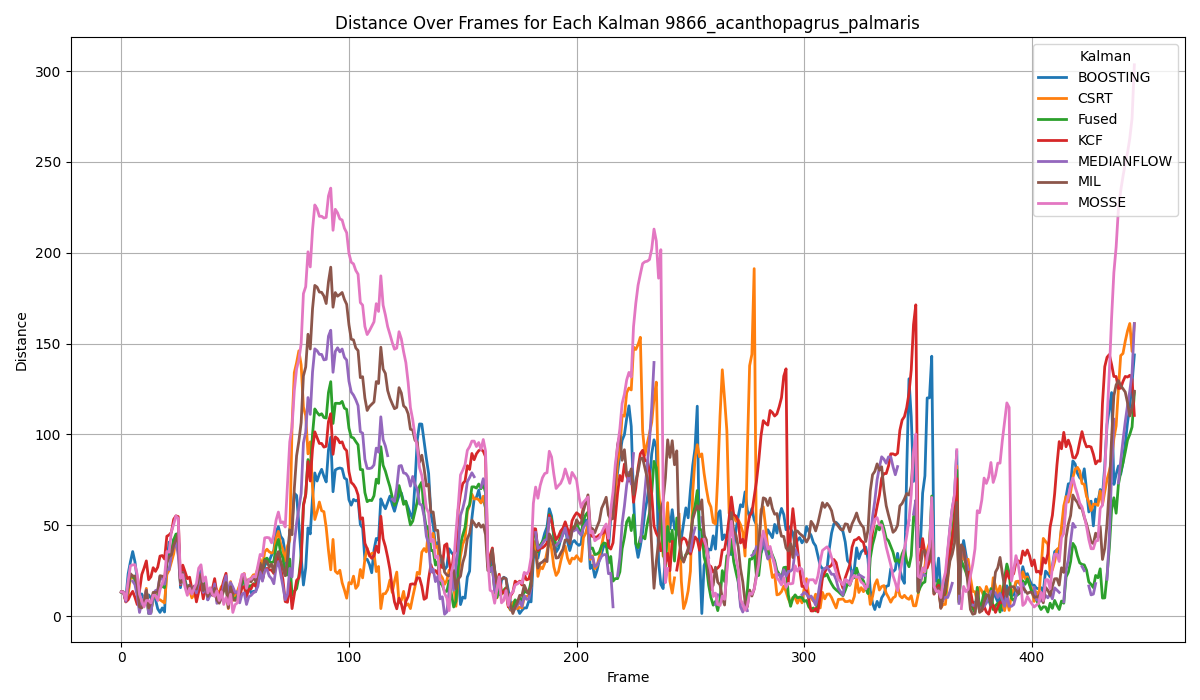 Distance Over Frames for Each Kalman 9866_acanthopagrus_palmaris
Distance
300
250
200
150
100
50
0
0
100
200
300
400
Frame
Kalman
BOOSTING
CSRT
Fused
KCF
MEDIANFLOW
MIL
MOSSE